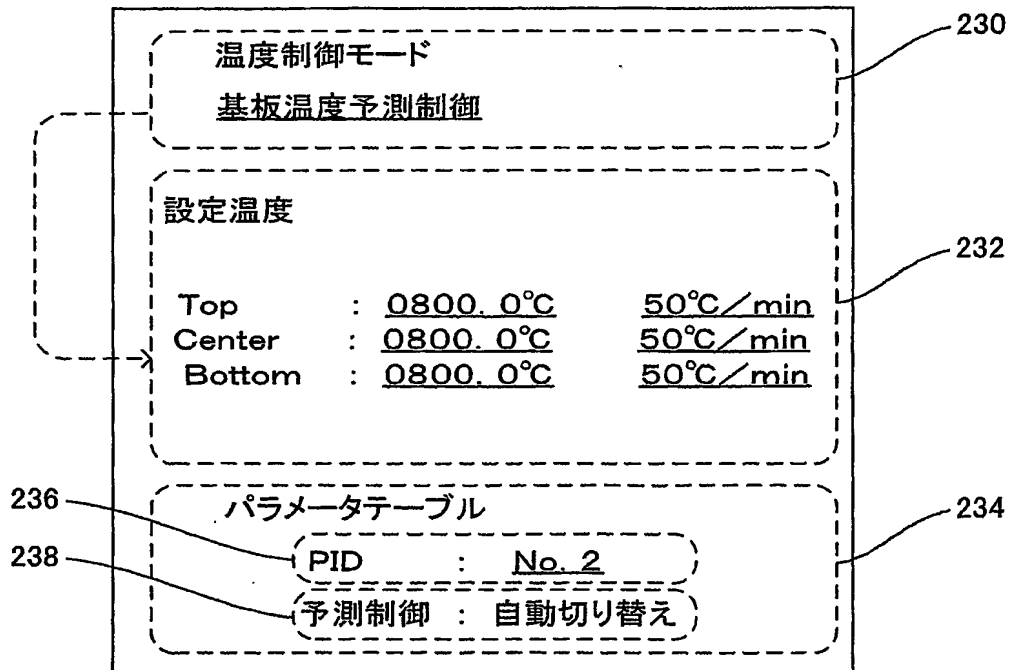 230
温度制御モード
基板温度予測制御
設定温度
232
Top : 0800. 0℃ 50℃/min
Center : 0800. 0℃ 50℃/min
Bottom : 0800. 0℃ 50℃/min
236
パラメータテーブル
234
PID : No. 2
238
予測制御 : 自動切り替え